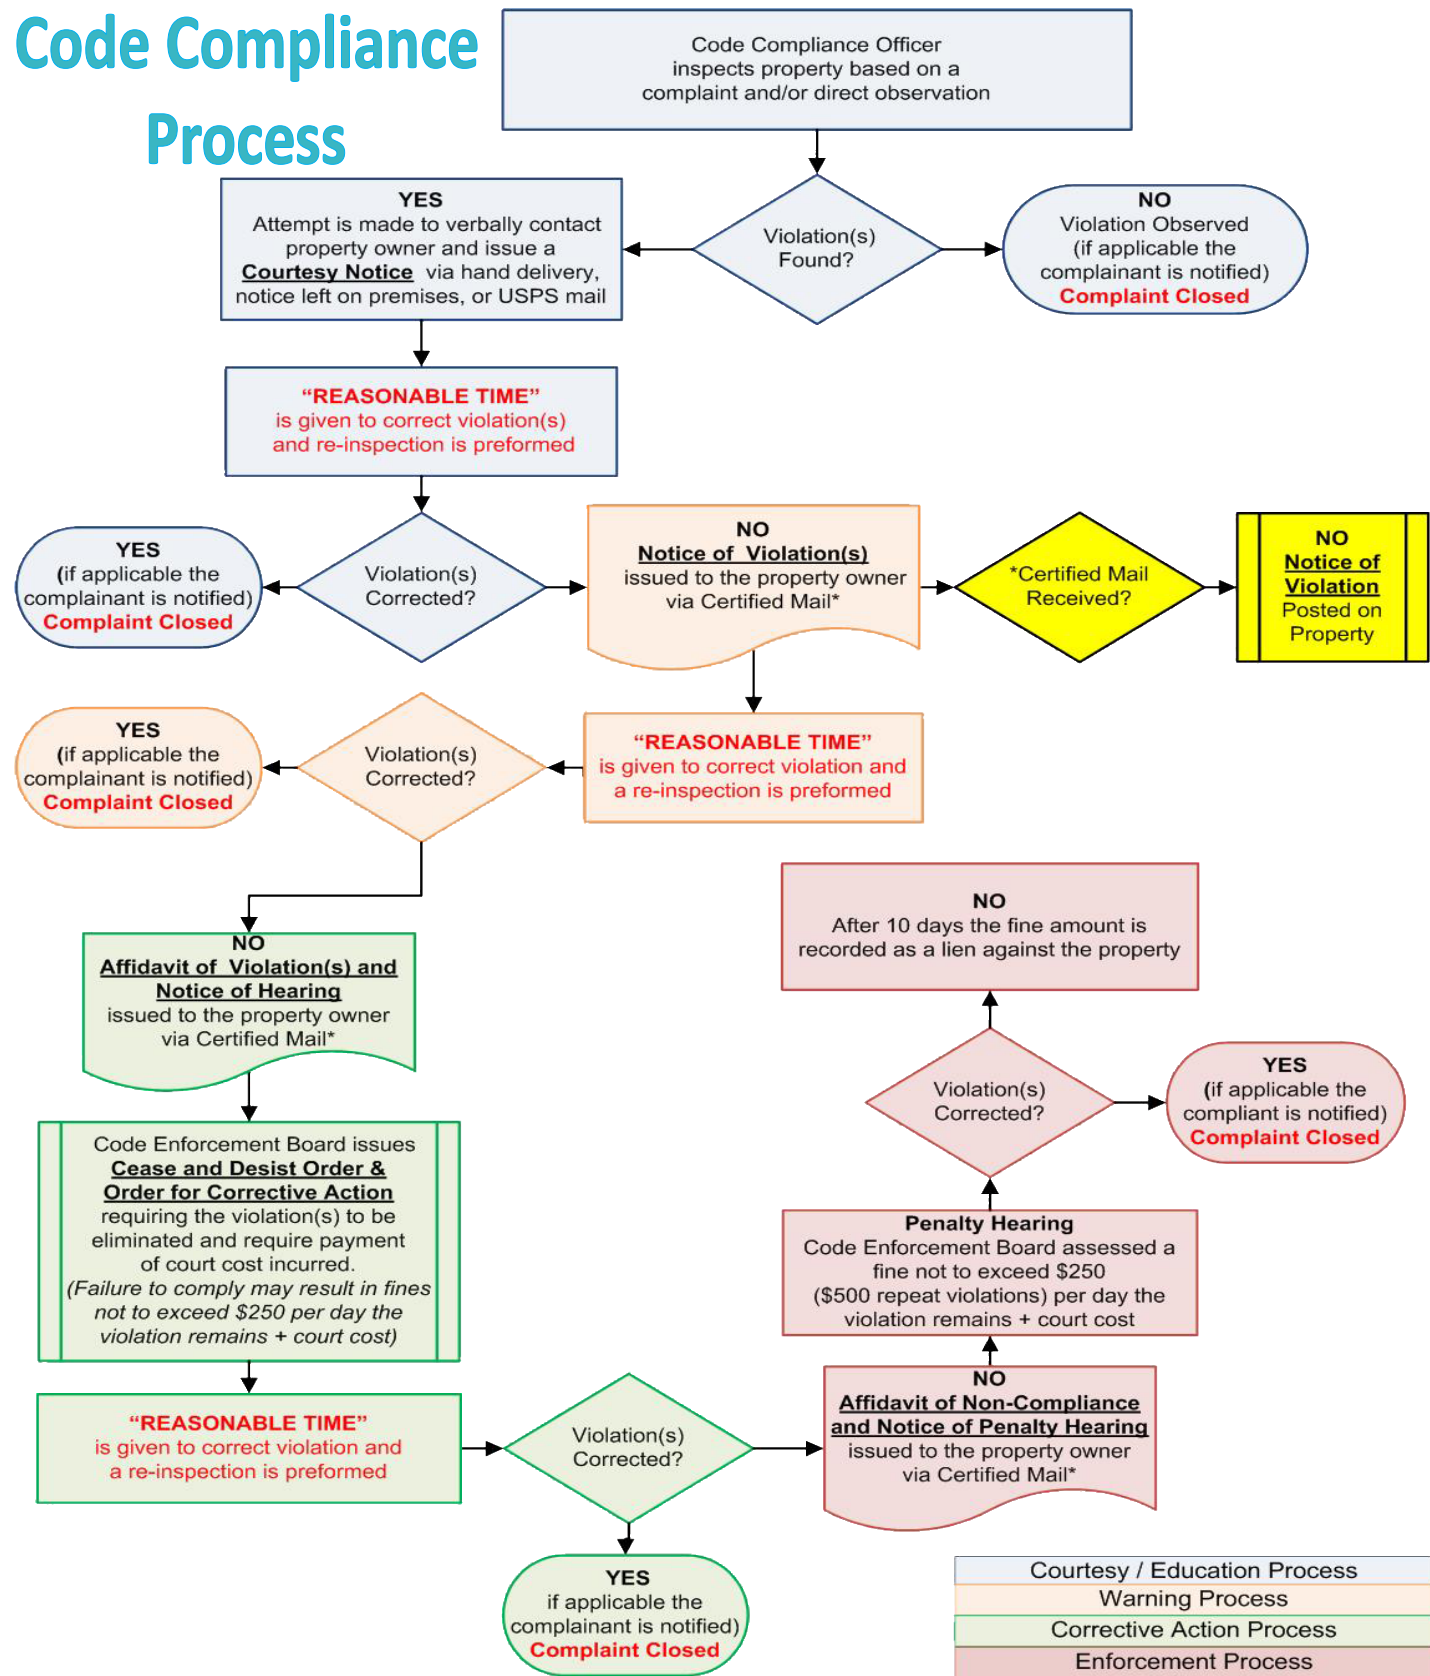 Code Compliance
Process
Code Compliance Officer
inspects property based on a
complaint and/or direct observation
YES
Attempt is made to verbally contact
property owner and issue a
Courtesy Notice via hand delivery,
notice left on premises, or USPS mail
Violation(s)
Found?
NO
Violation Observed
(if applicable the
complainant is notified)
Complaint Closed
“REASONABLE TIME”
is given to correct violation(s)
and re-inspection is preformed
YES
(if applicable the
complainant is notified)
Complaint Closed
Violation(s)
Corrected?
NO
Notice of Violation(s)
issued to the property owner
via Certified Mail*
*Certified Mail
Received?
NO
Notice of
Violation
Posted on
Property
YES
(if applicable the
complainant is notified)
Complaint Closed
Violation(s)
Corrected?
“REASONABLE TIME”
is given to correct violation and
a re-inspection is preformed
NO
Affidavit of Violation(s) and
Notice of Hearing
issued to the property owner
via Certified Mail*
Code Enforcement Board issues
Cease and Desist Order &
Order for Corrective Action
requiring the violation(s) to be
eliminated and require payment
of court cost incurred.
(Failure to comply may result in fines
not to exceed $250 per day the
violation remains + court cost)
“REASONABLE TIME”
is given to correct violation and
a re-inspection is preformed
Violation(s)
Corrected?
YES
if applicable the
complainant is notified)
Complaint Closed
NO
Affidavit of Non-Compliance
and Notice of Penalty Hearing
issued to the property owner
via Certified Mail*
Penalty Hearing
Code Enforcement Board assessed a
fine not to exceed $250
($500 repeat violations) per day the
violation remains + court cost
Violation(s)
Corrected?
YES
(if applicable the
compliant is notified)
Complaint Closed
NO
After 10 days the fine amount is
recorded as a lien against the property
Courtesy / Education Process
Warning Process
Corrective Action Process
Enforcement Process